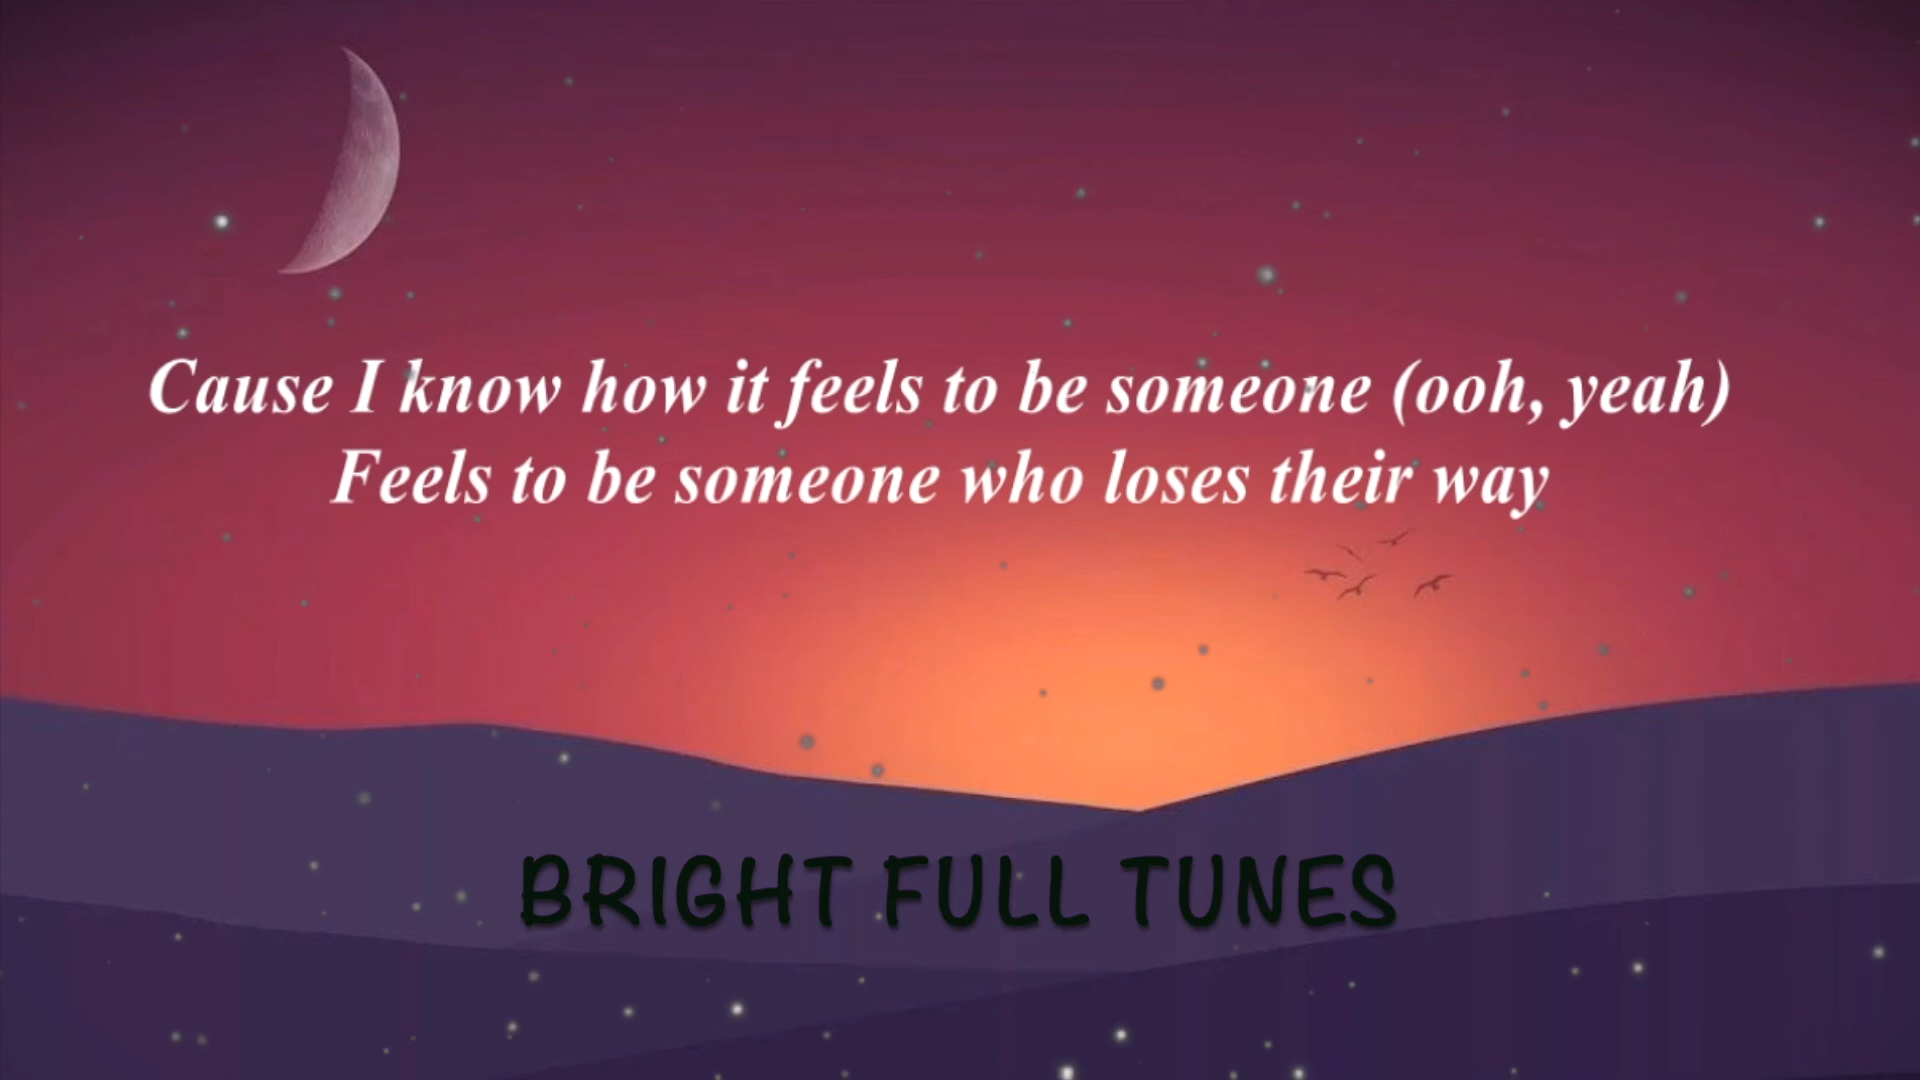 Cause I know how it feels to be someone (ooh, yeah)
Feels to be someone who loses their way
BRIGHT FULL TUNES